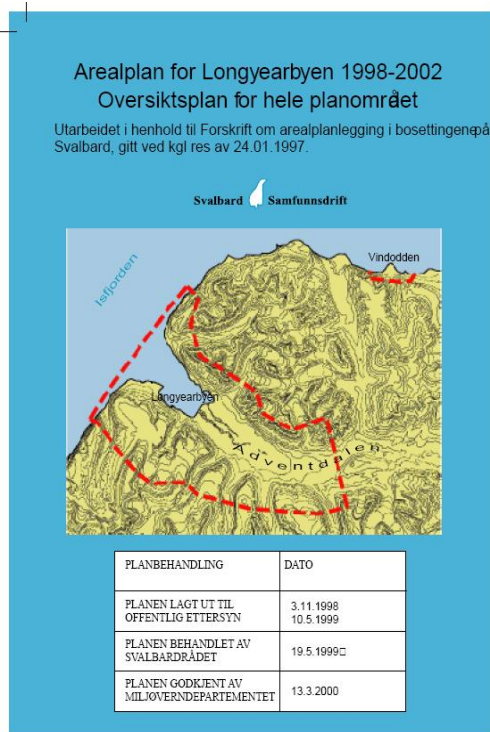 Arealplan for Longyearbyen 1998-2002
Oversiktsplan for hele planområdet
Utarbeidet i henhold til Forskrift om arealplanlegging i bosettingene på
Svalbard, gitt ved kgl res av 24.01.1997.
Svalbard Samfunnsdrift
Isfjorden
Vindodden
Longyearbyen
Adventdalen
PLANBEHANDLING DATO
PLANEN LAGT UT TIL 3.11.1998
OFFENTLIG ETTERSYN 10.5.1999
PLANEN BEHANDLET AV
SVALBARDRÅDET 19.5.1999
PLANEN GODKJENT AV
MILJØVERNDEPARTEMENTET 13.3.2000